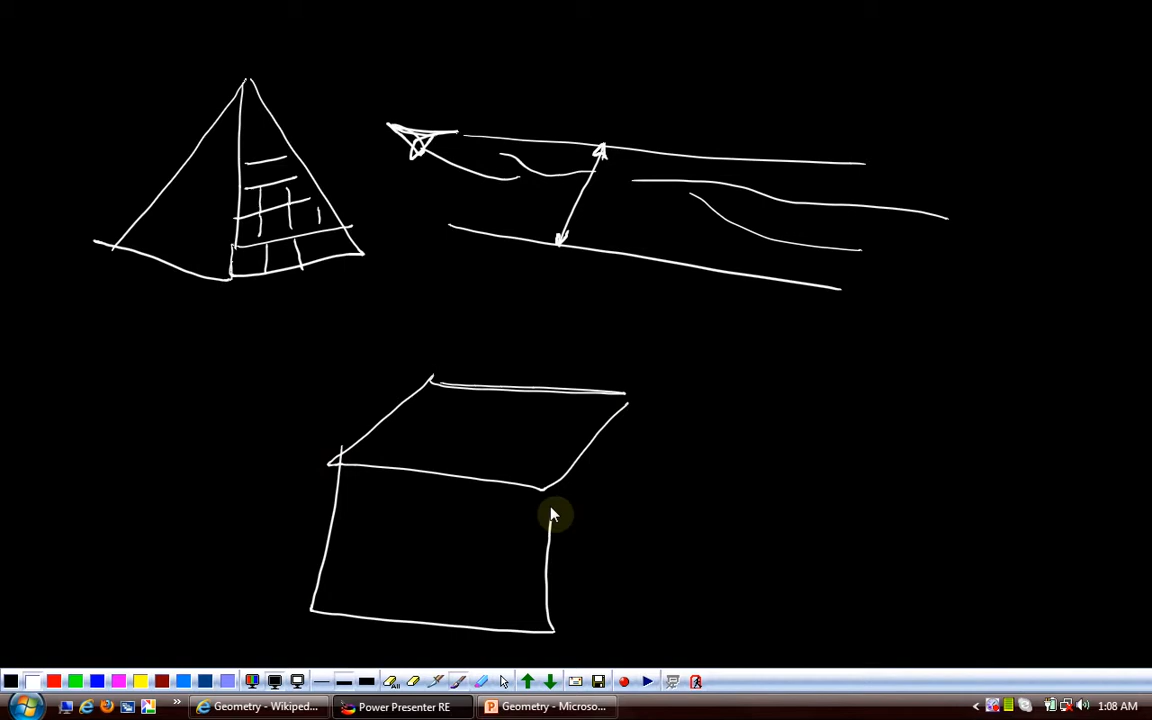 Geometry - Wikiped...
Power Presenter RE
Geometry - Microso...
1:08 AM